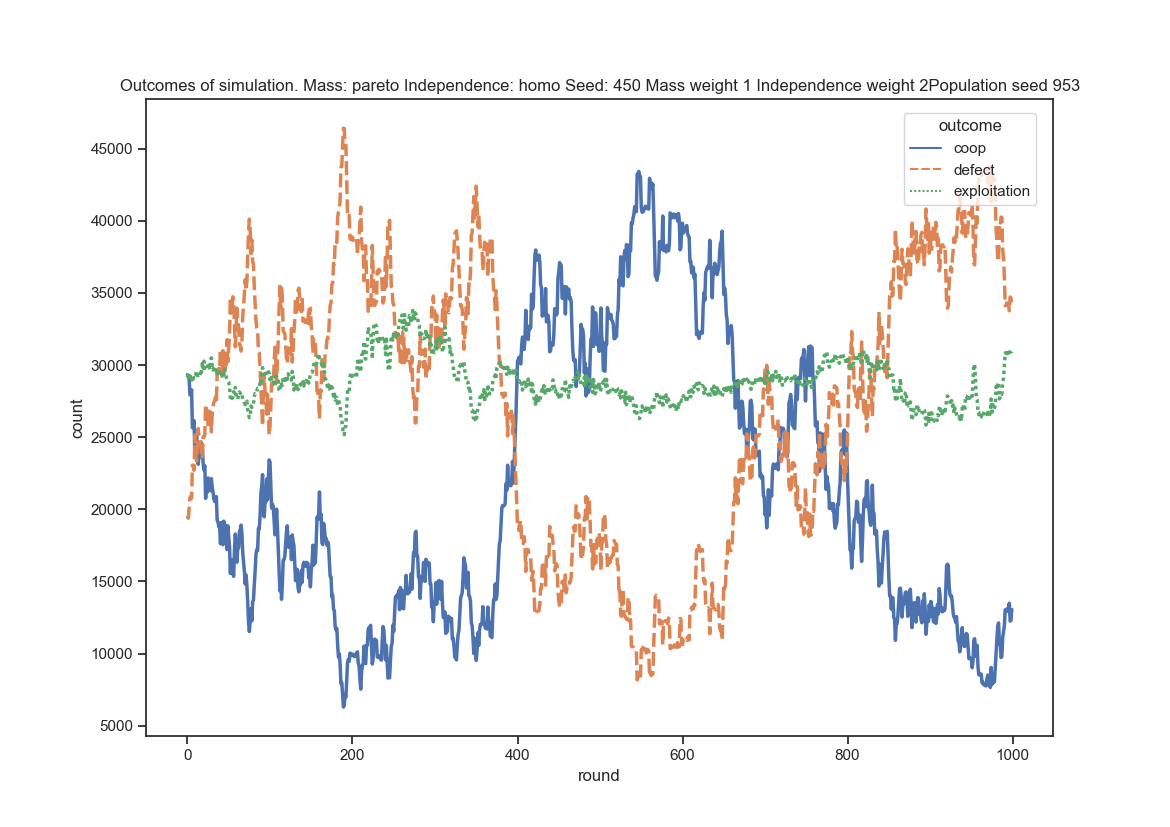 Outcomes of simulation. Mass: pareto Independence: homo Seed: 450 Mass weight 1 Independence weight 2Population seed 953
outcome
coop
defect
exploitation
45000
40000
35000
30000
25000
20000
15000
10000
5000
count
0
200
400
600
800
1000
round